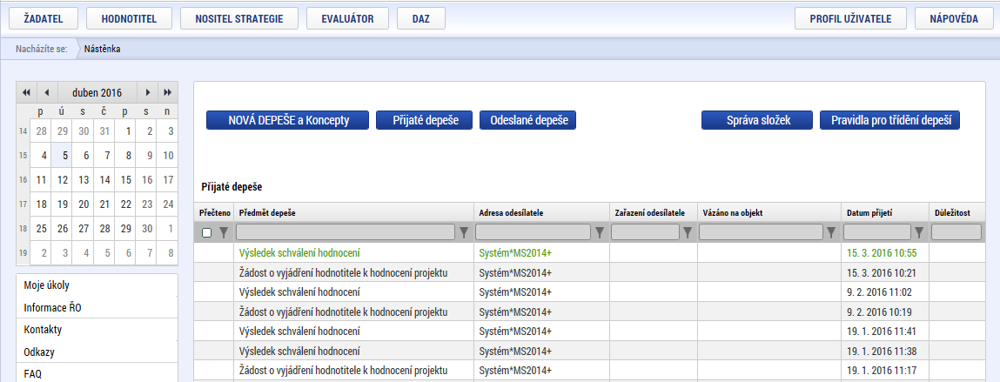 ŽADATEL HODNOTITEL NOSITEL STRATEGIE EVALUÁTOR DAZ PROFIL UŽIVATELE NÁPOVĚDA
Nacházíte se: Nástěnka
duben 2016
p ú s č p s n
14 28 29 30 31 1 2 3
15 4 5 6 7 8 9 10
16 11 12 13 14 15 16 17
17 18 19 20 21 22 23 24
18 25 26 27 28 29 30 1
19 2 3 4 5 6 7 8
Moje úkoly
Informace ŘO
Kontakty
Odkazy
FAQ
NOVÁ DEPEŠE a Koncepty Přijaté depeše Odeslané depeše Správa složek Pravidla pro třídění depeší
Přijaté depeše
Přečteno Předmět depeše Adresa odesílatele Zařazení odesílatele Vázáno na objekt Datum přijetí Důležitost
Výsledek schválení hodnocení Systém*MS2014+ 15. 3. 2016 10:55
Žádost o vyjádření hodnotitele k hodnocení projektu Systém*MS2014+ 15. 3. 2016 10:21
Výsledek schválení hodnocení Systém*MS2014+ 9. 2. 2016 11:02
Žádost o vyjádření hodnotitele k hodnocení projektu Systém*MS2014+ 9. 2. 2016 10:19
Výsledek schválení hodnocení Systém*MS2014+ 19. 1. 2016 11:41
Výsledek schválení hodnocení Systém*MS2014+ 19. 1. 2016 11:38
Žádost o vyjádření hodnotitele k hodnocení projektu Systém*MS2014+ 19. 1. 2016 11:17